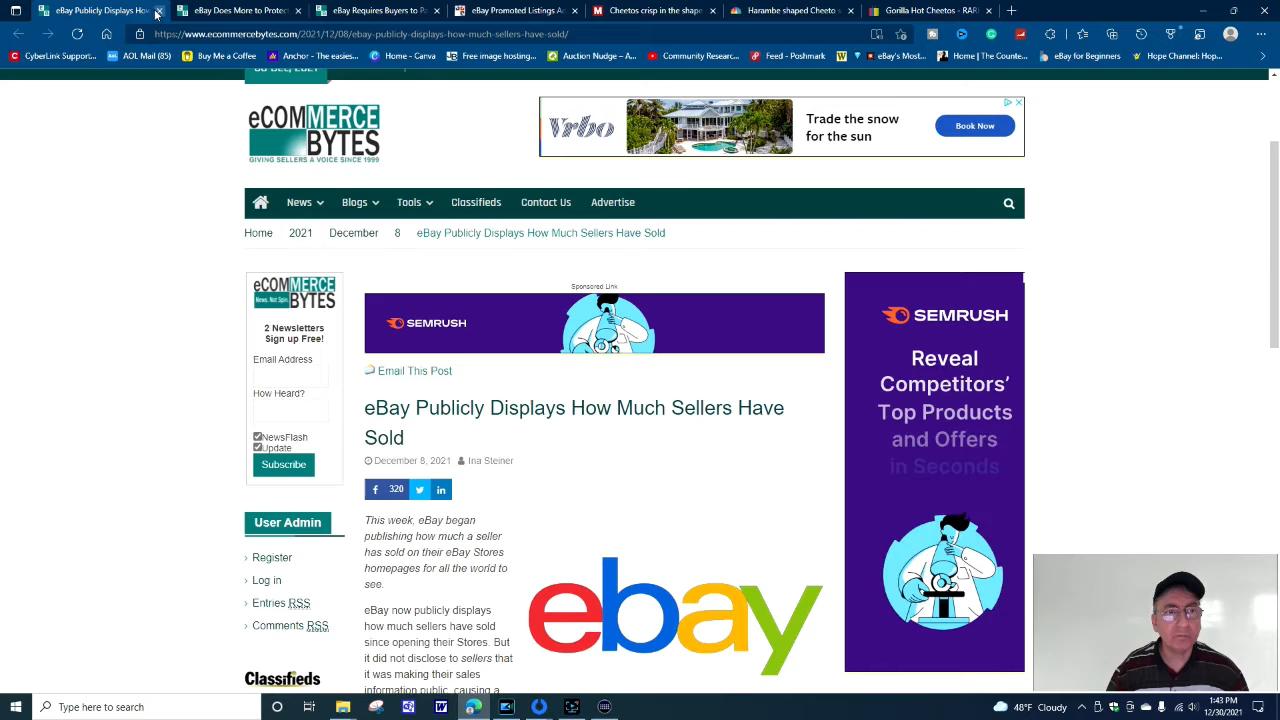 eBay Publicly Displays How
eBay Does More to Protect
eBay Requires Buyers to Pa
eBay Promoted Listings Ad
Cheetos crisp in the shape
Harambe shaped Cheeto
Gorilla Hot Cheetos - RARE
https://www.ecommercebytes.com/2021/12/08/ebay-publicly-displays-how-much-sellers-have-sold/
CyberLink Support...
AOL Mail (85)
Buy Me a Coffee
Anchor - The easies...
Home - Canva
Free image hosting...
Auction Nudge – A...
Community Research...
Feed - Poshmark
eBay's Most...
Home | The Counte...
eBay for Beginners
Hope Channel: Hop...
eCOMMERCE
BYTES
GIVING SELLERS A VOICE SINCE 1999
Vrbo
Trade the snow
for the sun
Book Now
News
Blogs
Tools
Classifieds
Contact Us
Advertise
Home
2021
December
8
eBay Publicly Displays How Much Sellers Have Sold
eCOMMERCE
News. Not Spin.
BYTES
2 Newsletters
Sign up Free!
Email Address
How Heard?
NewsFlash
Update
Subscribe
User Admin
Register
Log in
Entries RSS
Comments RSS
Classifieds
Sponsored Link
SEMRUSH
Email This Post
eBay Publicly Displays How Much Sellers Have
Sold
December 8, 2021
Ina Steiner
320
This week, eBay began
publishing how much a seller
has sold on their eBay Stores
homepages for all the world to
see.
eBay now publicly displays
how much sellers have sold
since opening their Stores. But
it did not disclose to sellers that
it was making their sales
information public, causing a
ebay
SEMRUSH
Reveal
Competitors'
Top Products
and Offers
in Seconds
Type here to search
48°F Cloudy
1:43 PM
12/30/2021